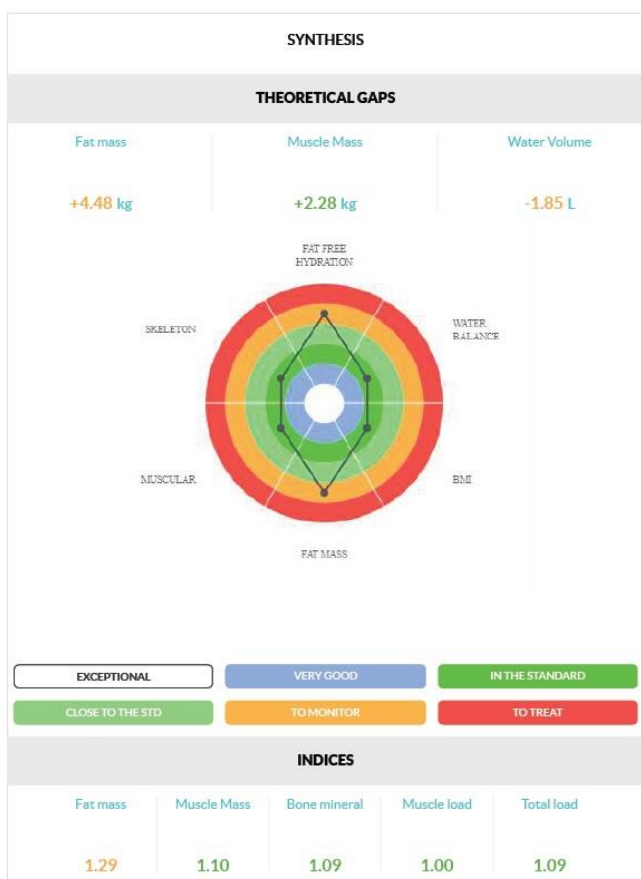 SYNTHESIS
THEORETICAL GAPS
Fat mass Muscle Mass Water Volume
+4.48 kg +2.28 kg -1.85 L
FAT FREE
HYDRATION
SKELETON
WATER
BALANCE
MUSCULAR
BMI
FAT MASS
EXCEPTIONAL VERY GOOD IN THE STANDARD
CLOSE TO THE STD TO MONITOR TO TREAT
INDICES
Fat mass Muscle Mass Bone mineral Muscle load Total load
1.29 1.10 1.09 1.00 1.09